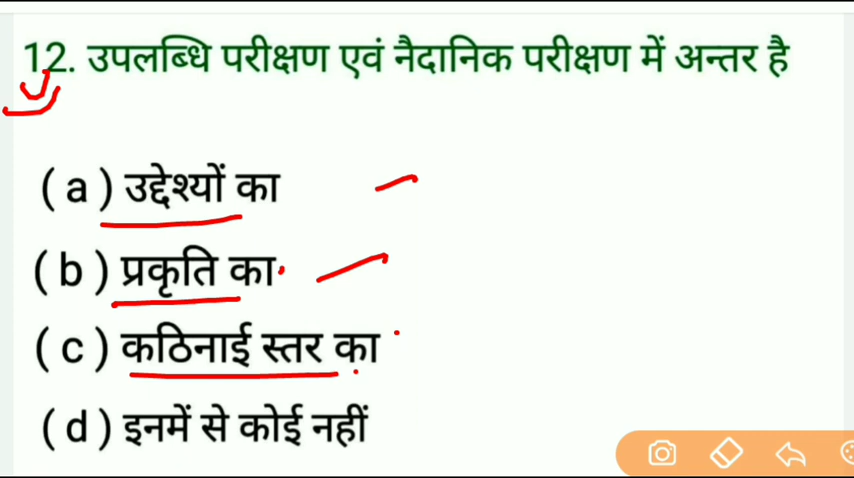 12. उपलब्धि परीक्षण एवं नैदानिक परीक्षण में अन्तर है
( a ) उद्देश्यों का
( b ) प्रकृति का
( c ) कठिनाई स्तर का
( d ) इनमें से कोई नहीं